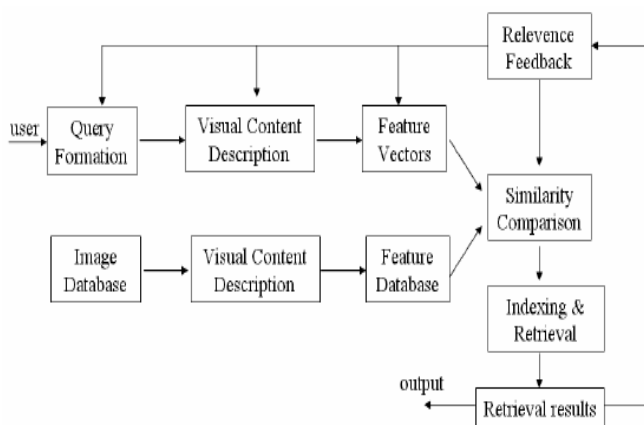 Relevence
Feedback
user
Query
Formation
Visual Content
Description
Feature
Vectors
Similarity
Comparison
Image
Database
Visual Content
Description
Feature
Database
Indexing &
Retrieval
output
Retrieval results